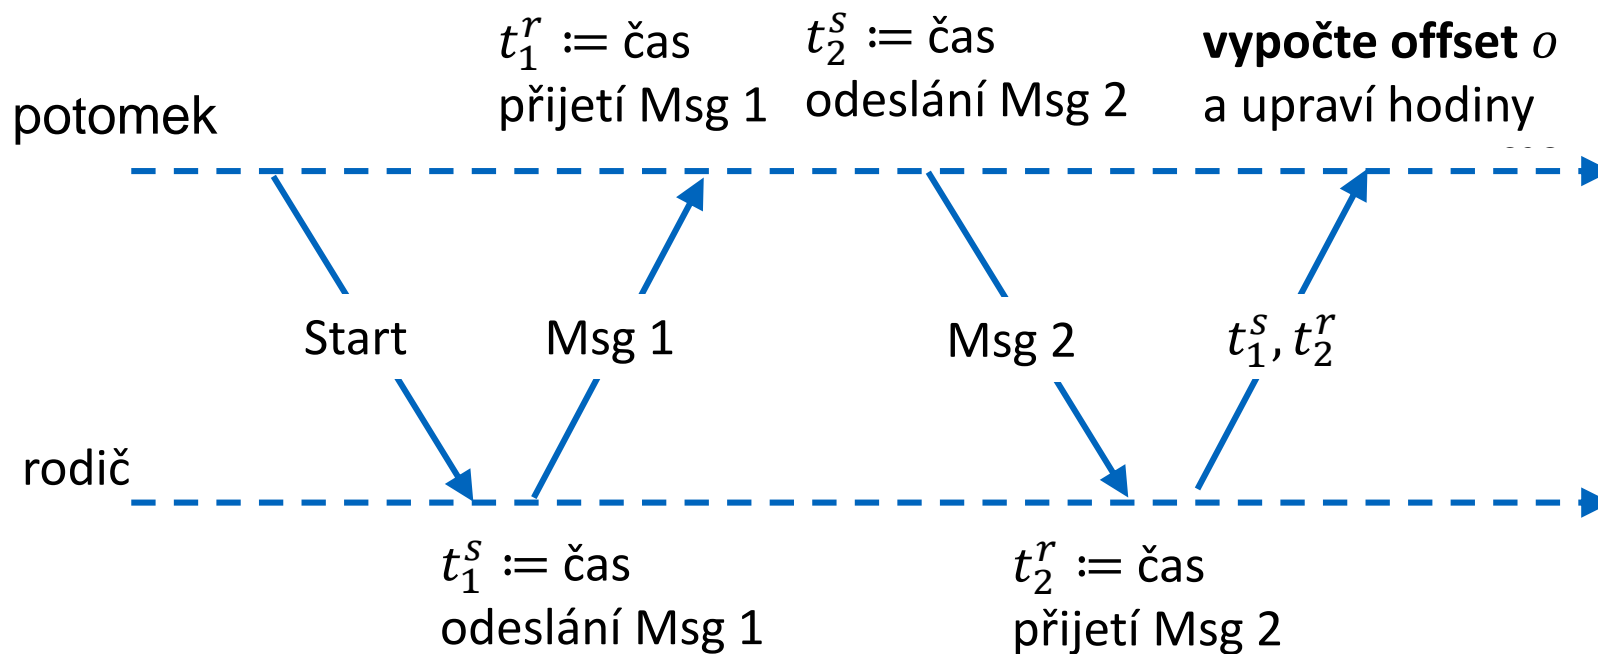 t₁ʳ ≔ čas
přijetí Msg 1
t₂ˢ ≔ čas
odeslání Msg 2
vypočte offset o
a upraví hodiny
potomek
Start
Msg 1
Msg 2
t₁ˢ, t₂ʳ
rodič
t₁ˢ ≔ čas
odeslání Msg 1
t₂ʳ ≔ čas
přijetí Msg 2